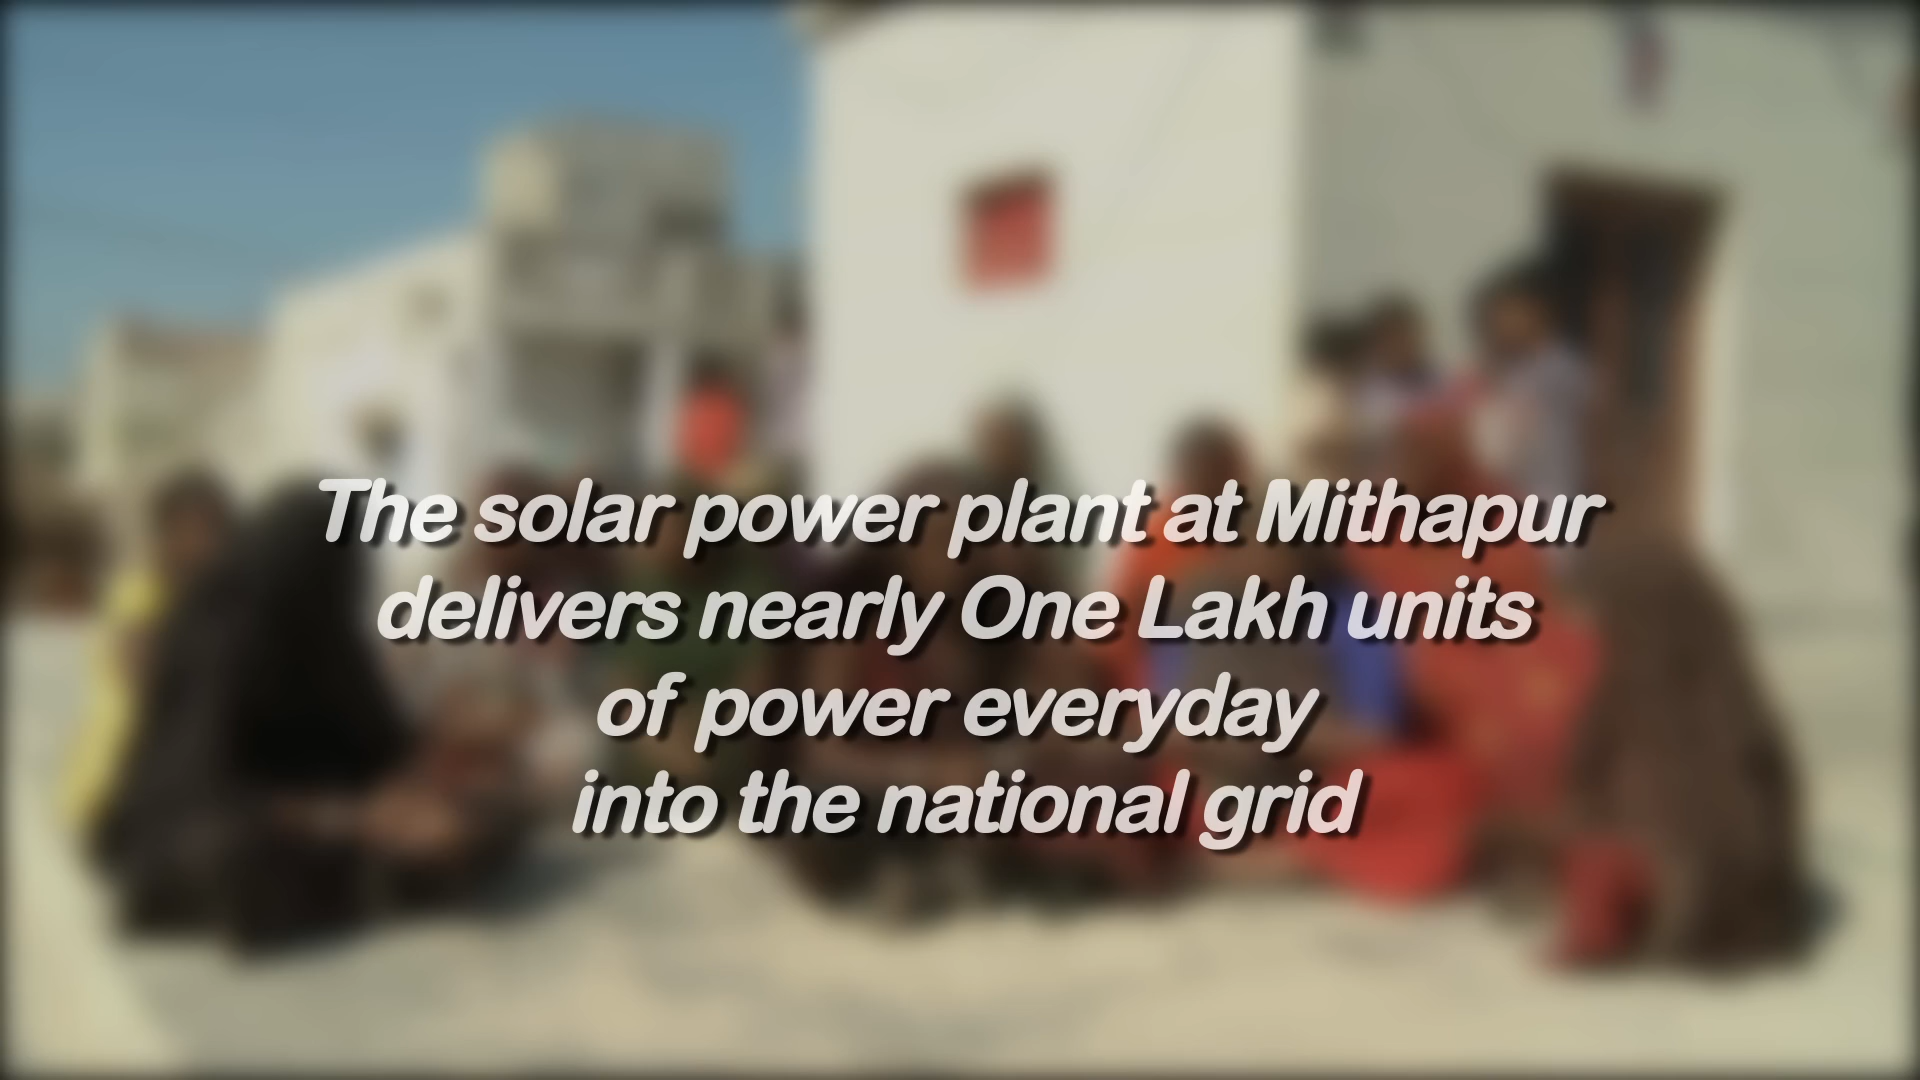 The solar power plant at Mithapur
delivers nearly One Lakh units
of power everyday
into the national grid